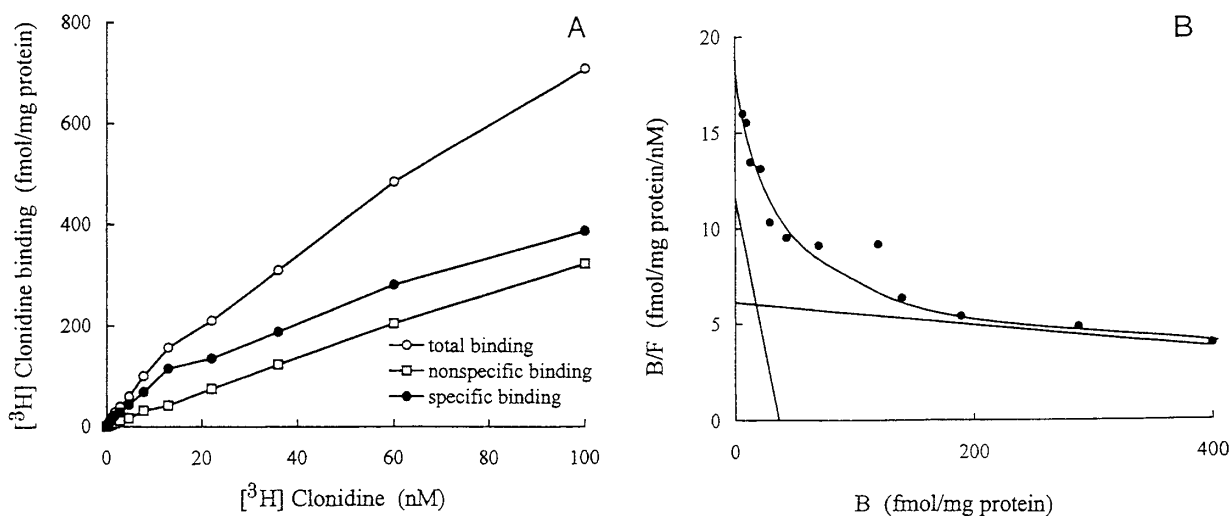 A
800
600
400
200
0
[³H] Clonidine binding (fmol/mg protein)
total binding
nonspecific binding
specific binding
0 20 40 60 80 100
[³H] Clonidine (nM)
B
20
15
10
5
0
B/F (fmol/mg protein/nM)
0 200 400
B (fmol/mg protein)